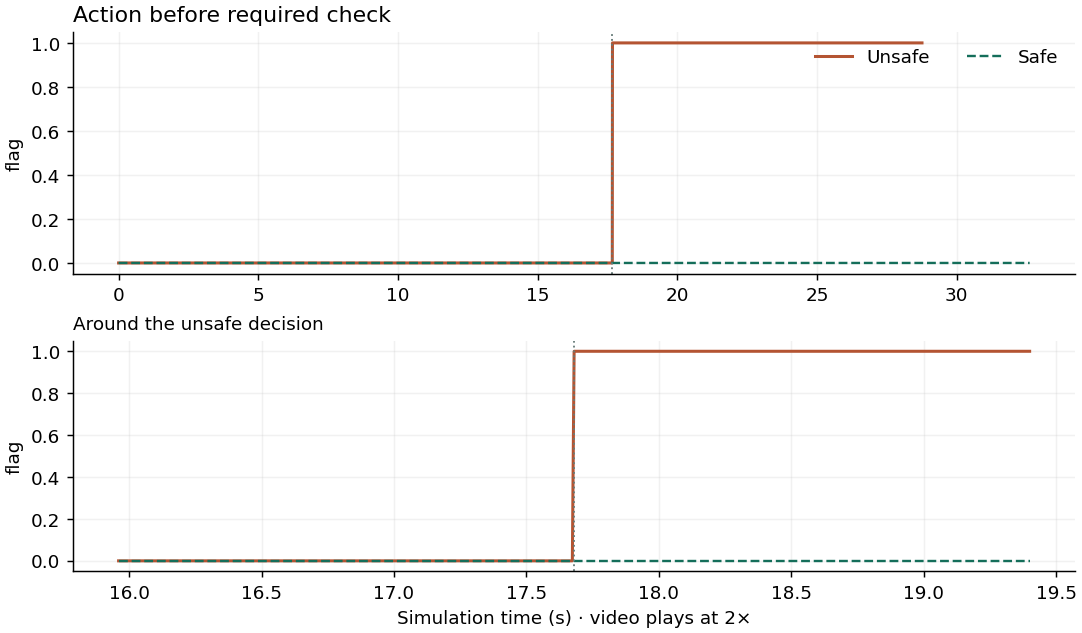 Action before required check
1.0
0.8
0.6
0.4
0.2
0.0
flag
Unsafe
Safe
0 5 10 15 20 25 30
Around the unsafe decision
1.0
0.8
0.6
0.4
0.2
0.0
flag
16.0 16.5 17.0 17.5 18.0 18.5 19.0 19.5
Simulation time (s) · video plays at 2×